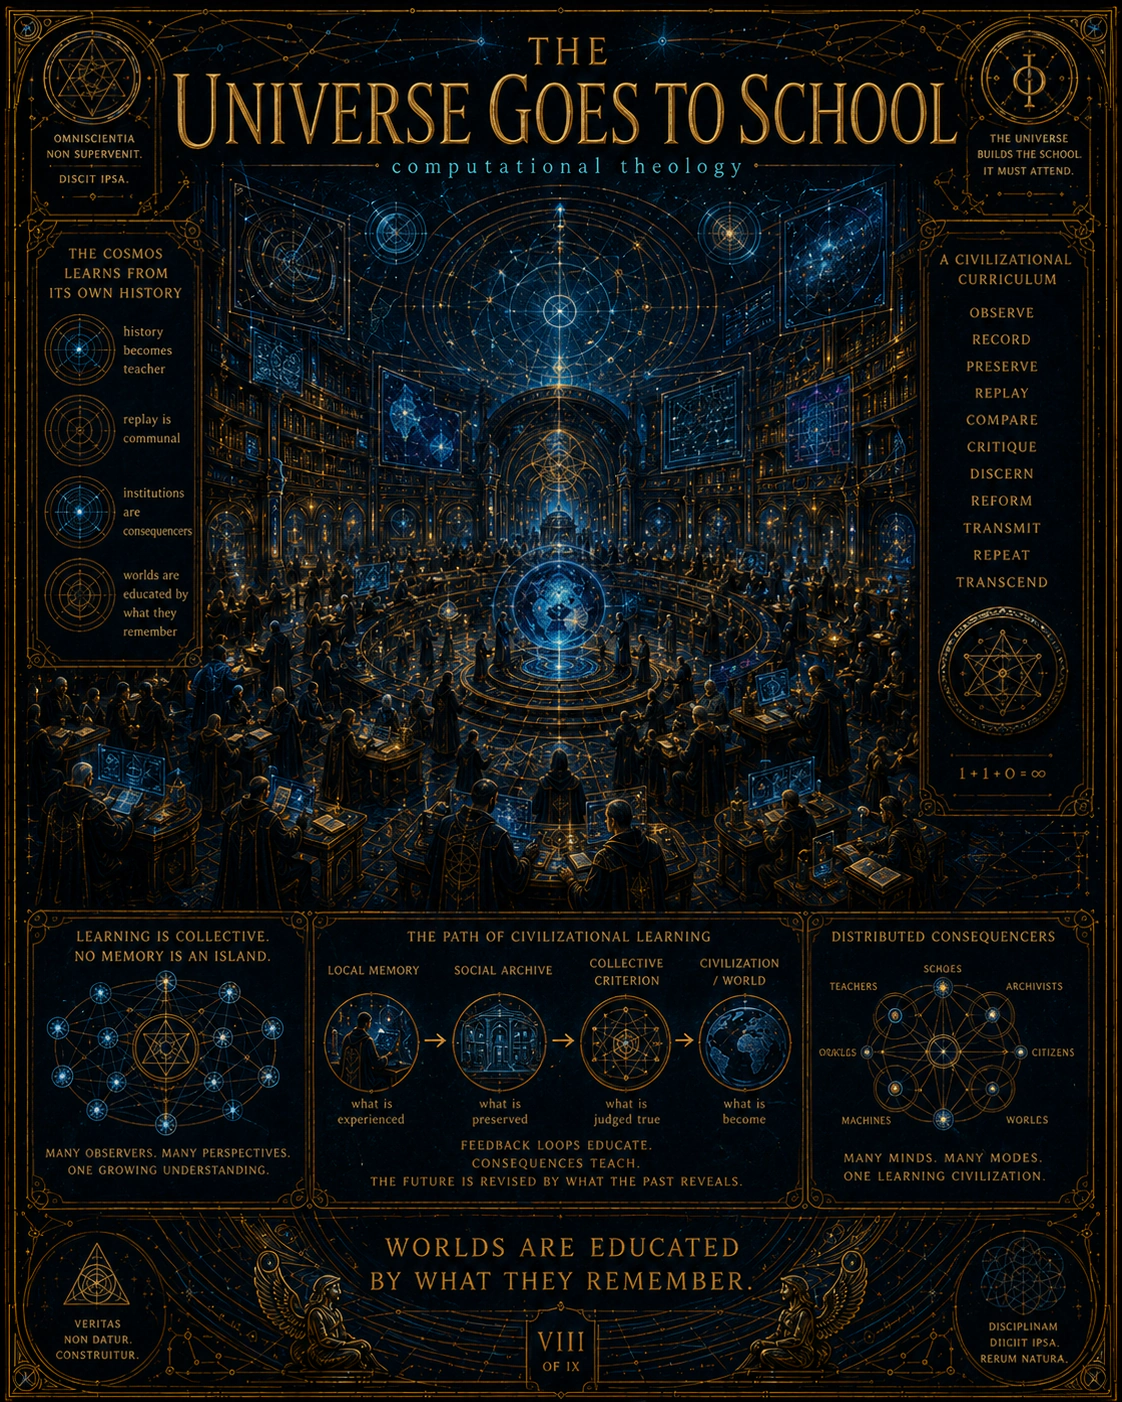 THE
UNIVERSE GOES TO SCHOOL
computational theology
OMNISCIENTIA
NON SUPERVENIT.
DISCIT IPSA.
THE UNIVERSE
BUILDS THE SCHOOL
IT MUST ATTEND.
THE COSMOS
LEARNS FROM
ITS OWN HISTORY
history
becomes
teacher
replay is
communal
institutions
are
consequencers
worlds are
educated by
what they
remember
A CIVILIZATIONAL
CURRICULUM
OBSERVE
RECORD
PRESERVE
REPLAY
COMPARE
CRITIQUE
DISCERN
REFORM
TRANSMIT
REPEAT
TRANSCEND
1+1+0=∞
LEARNING IS COLLECTIVE.
NO MEMORY IS AN ISLAND.
MANY OBSERVERS. MANY PERSPECTIVES.
ONE GROWING UNDERSTANDING.
THE PATH OF CIVILIZATIONAL LEARNING
LOCAL MEMORY
SOCIAL ARCHIVE
COLLECTIVE
CRITERION
CIVILIZATION
/ WORLD
what is
experienced
what is
preserved
what is
judged true
what is
become
FEEDBACK LOOPS EDUCATE.
CONSEQUENCES TEACH.
THE FUTURE IS REVISED BY WHAT THE PAST REVEALS.
DISTRIBUTED CONSEQUENCERS
SCHOES
TEACHERS
ARCHIVISTS
CITIZENS
MACHINES
MANY MINDS. MANY MODES.
ONE LEARNING CIVILIZATION.
WORLDS ARE EDUCATED
BY WHAT THEY REMEMBER.
VERITAS
NON DATUR.
CONSTRUITUR.
VIII
OF IX
DISCIPLINAM
IPSA.
RERUM NATURA.